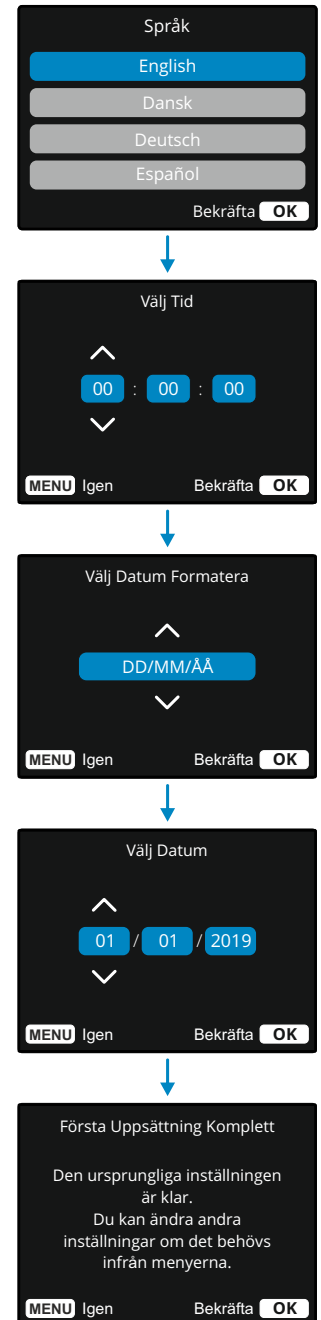 Språk
English
Dansk
Deutsch
Español
Bekräfta OK
Välj Tid
00 : 00 : 00
MENU Igen Bekräfta OK
Välj Datum Formatera
DD/MM/ÅÅ
MENU Igen Bekräfta OK
Välj Datum
01 / 01 / 2019
MENU Igen Bekräfta OK
Första Uppsättning Komplett
Den ursprungliga inställningen
är klar.
Du kan ändra andra
inställningar om det behövs
infrån menyerna.
MENU Igen Bekräfta OK